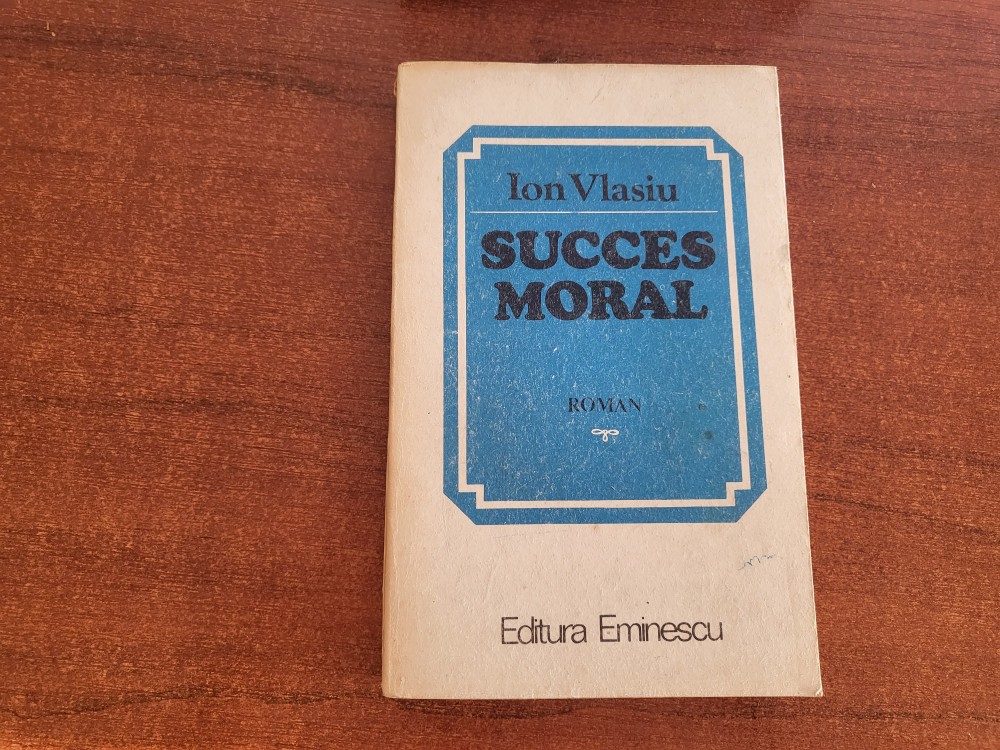 Ion Vlasiu
SUCCES
MORAL
ROMAN
Editura Eminescu